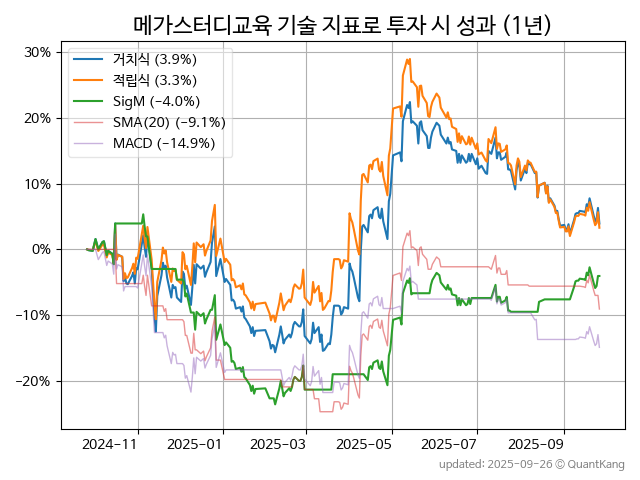 메가스터디교육 기술 지표로 투자 시 성과 (1년)
30%
20%
10%
0%
−10%
−20%
거치식 (3.9%)
적립식 (3.3%)
SigM (−4.0%)
SMA(20) (−9.1%)
MACD (−14.9%)
2024-11
2025-01
2025-03
2025-05
2025-07
2025-09
updated: 2025-09-26 © QuantKang